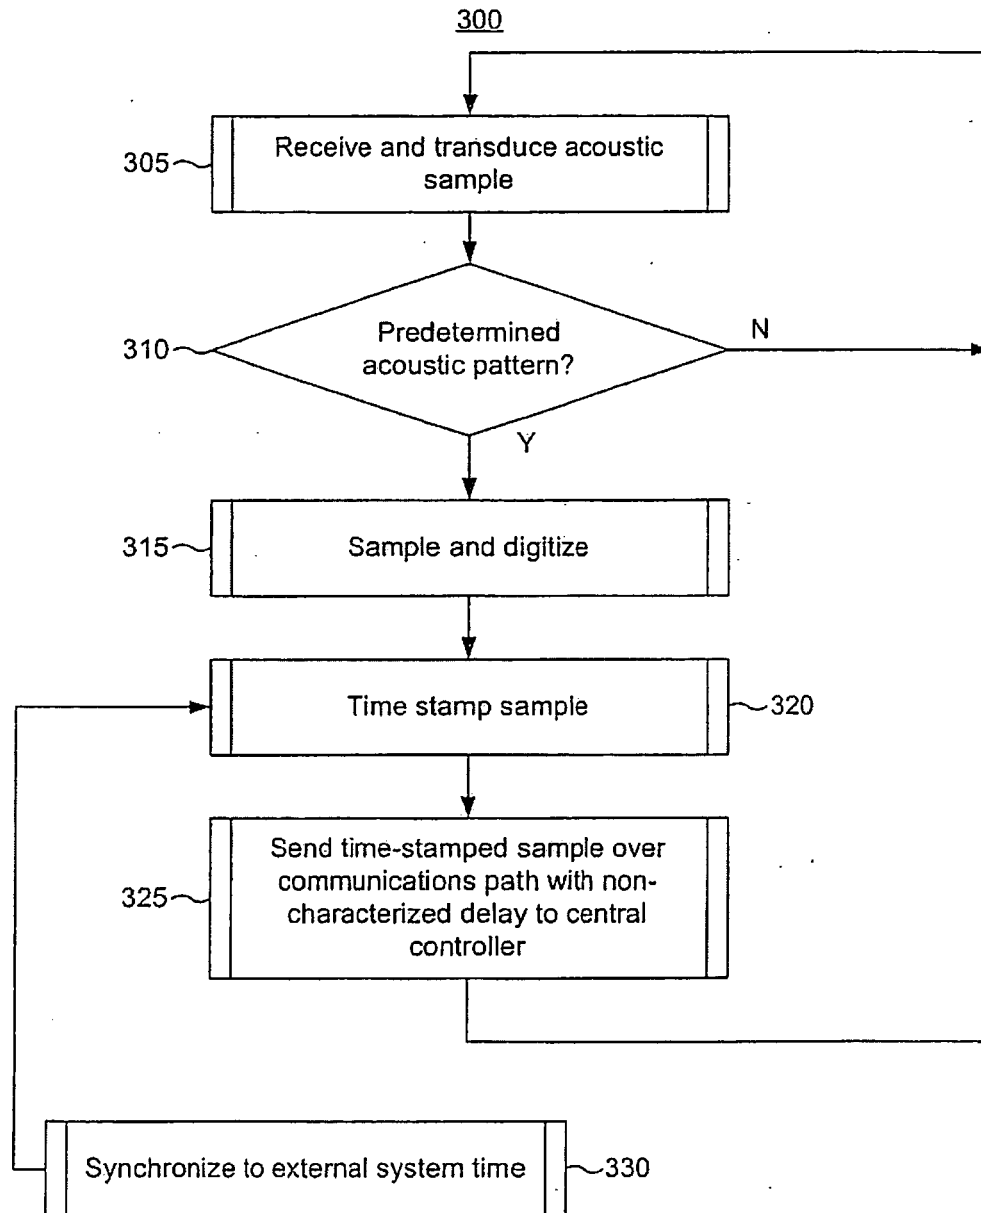 300
305
Receive and transduce acoustic
sample
310
Predetermined
acoustic pattern?
N
Y
315
Sample and digitize
Time stamp sample
320
325
Send time-stamped sample over
communications path with non-
characterized delay to central
controller
Synchronize to external system time
330